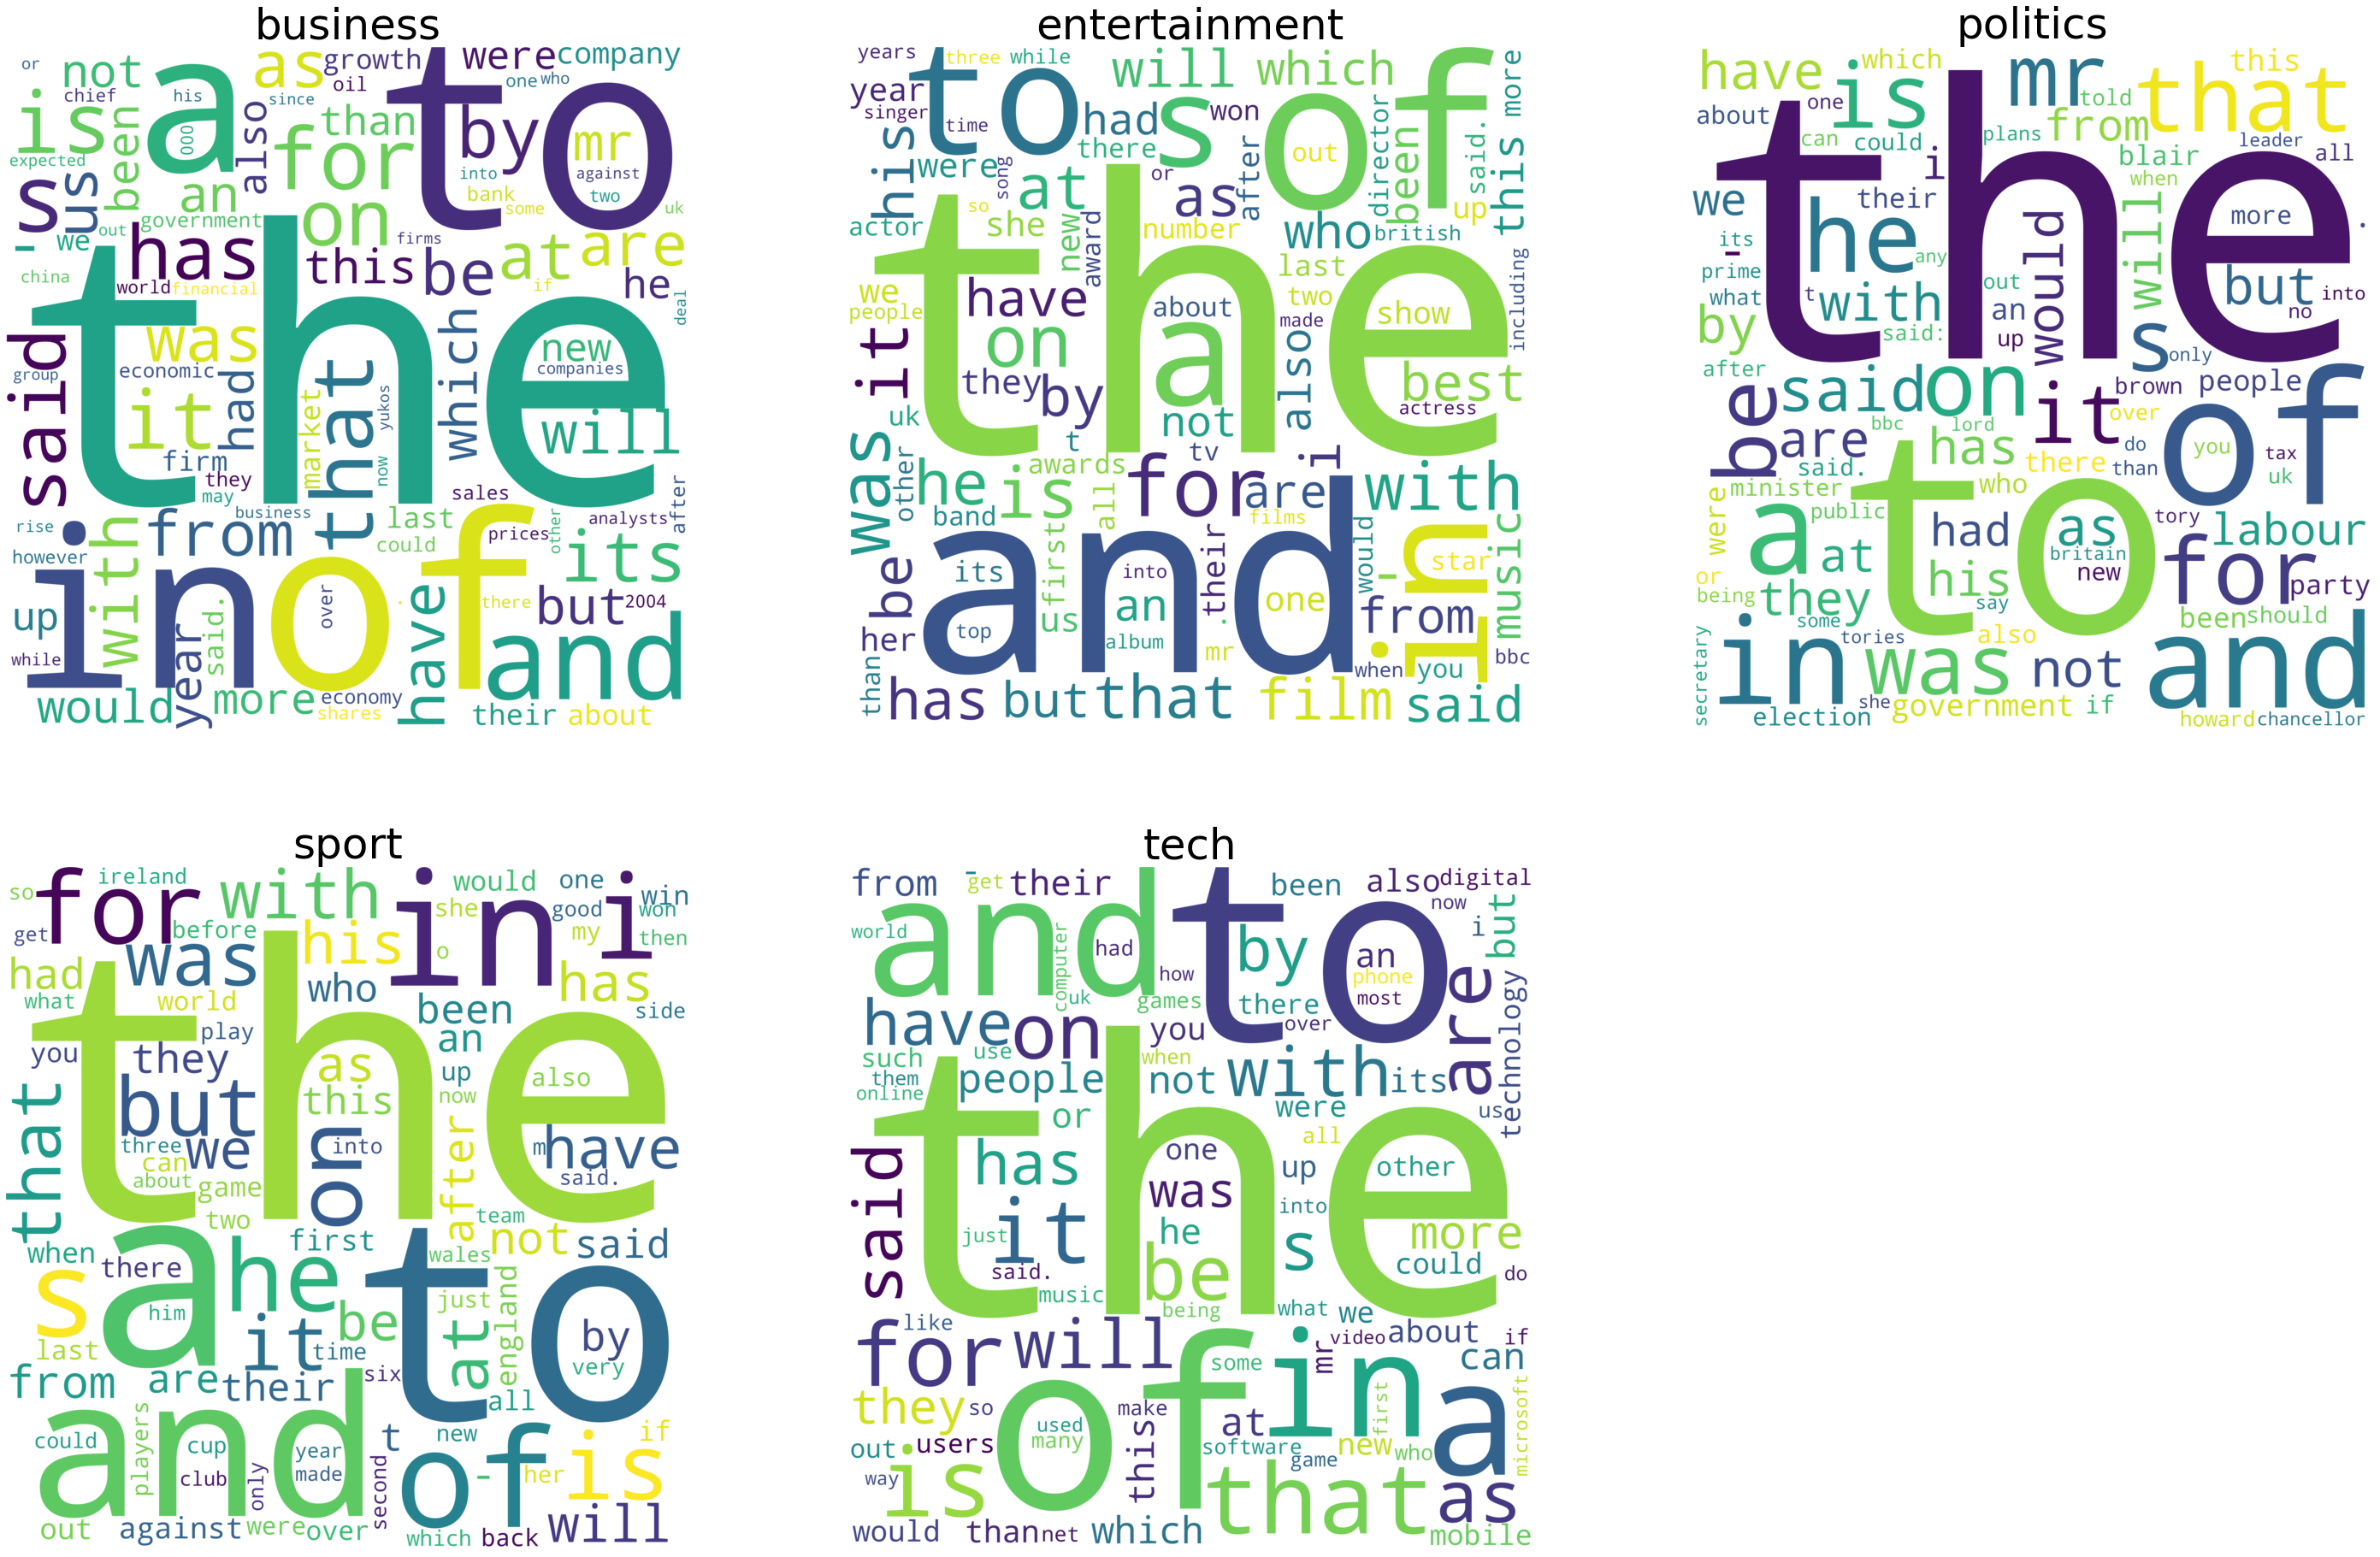 business
or not a as growth were company
is chief his since oil one who
been 000 also for than to by mr
expected an into against
s us government on bank some two uk
- we out has firms this be at are
china world financial if he deal
the was that which new
said group economic it had market yukos companies
will
firm they may now sales
in of from business last could prices other analysts after
rise however with its
up year said. over . have there but 2004
while and
would more economy shares their about
entertainment
years three while will which
year to s of more
singer time had won director this
his were there or out been said.
song at as after up
actor so she new award number who british
we the last including
people have about two made show
it on a also best
uk they by not actress
t tv i
was other he is awards all for are with
band films
be and first their would - in star music
its into an one from
us . album
her top mr when you bbc
than has but that film said
politics
have which mr this
about one is told that
can could plans from leader all
we i blair when
the their he would will more .
its -
prime any out but
what t with an into
by said: up s no
after only
be said on it brown people of
bbc lord over
are has there do you tax
said. than uk
were minister a to who tory
public had as labour
at britain for
or his new party
being they say been should
some tories also
secretary in was not and
election she government if howard chancellor
sport
so for ireland with in i would one win
she good won
get before his my then
had was o has
what world who been side
the play an
you they as up also
that but this now
three we on into after m have
can
about game said.
two team
when first not said
s there a he wales to
him just england by
last it be at very
time
from are their six all
and players cup year of t new is if
could made -
club only second her
out against were over which back will
tech
from - get their been also digital
and to now
world computer had by an i but
how phone
uk games there most are
have on you over technology
such use when
them people not with its
online us
or were
the has one all
said was up other
it he s into more
just be could
said. do
music being what we
for like will mr video about if
of some in can
they so make first a microsoft
used at
out users many this software new who
is game
way that as
would than net which mobile